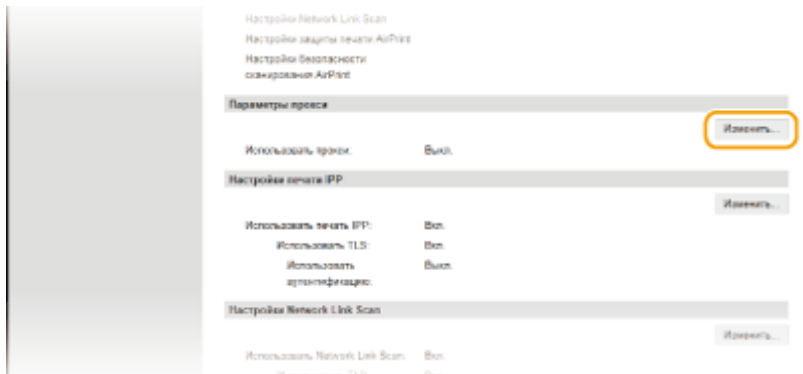 Настройки Network Link Scan
Настройки защиты печати AirPrint
Настройки безопасности
сканирования AirPrint
Параметры прокси
Изменить...
Использовать прокси: Выкл.
Настройки печати IPP
Изменить...
Использовать печать IPP: Вкл.
Использовать TLS: Вкл.
Использовать Выкл.
аутентификацию:
Настройки Network Link Scan
Изменить...
Использовать Network Link Scan: Вкл.